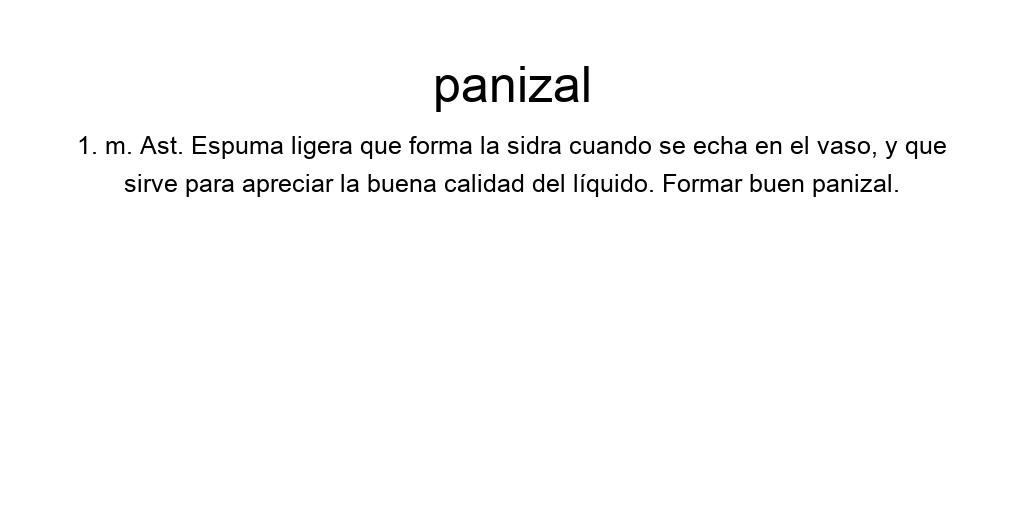 panizal
1. m. Ast. Espuma ligera que forma la sidra cuando se echa en el vaso, y que
sirve para apreciar la buena calidad del líquido. Formar buen panizal.